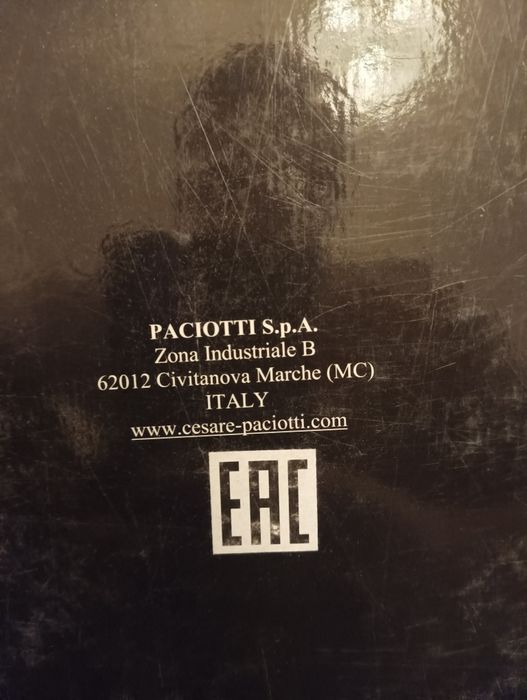 PACIOTTI S.p.A.
Zona Industriale B
62012 Civitanova Marche (MC)
ITALY
www.cesare-paciotti.com
EAC